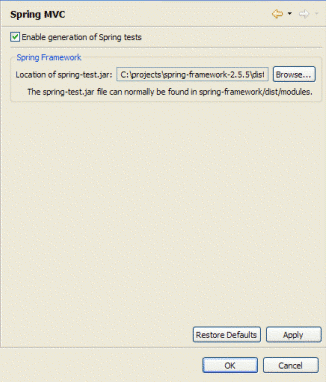 Spring MVC
Enable generation of Spring tests
Spring Framework
Location of spring-test.jar: C:\projects\spring-framework-2.5.5\dist Browse...
The spring-test.jar file can normally be found in spring-framework/dist/modules.
Restore Defaults Apply
OK Cancel